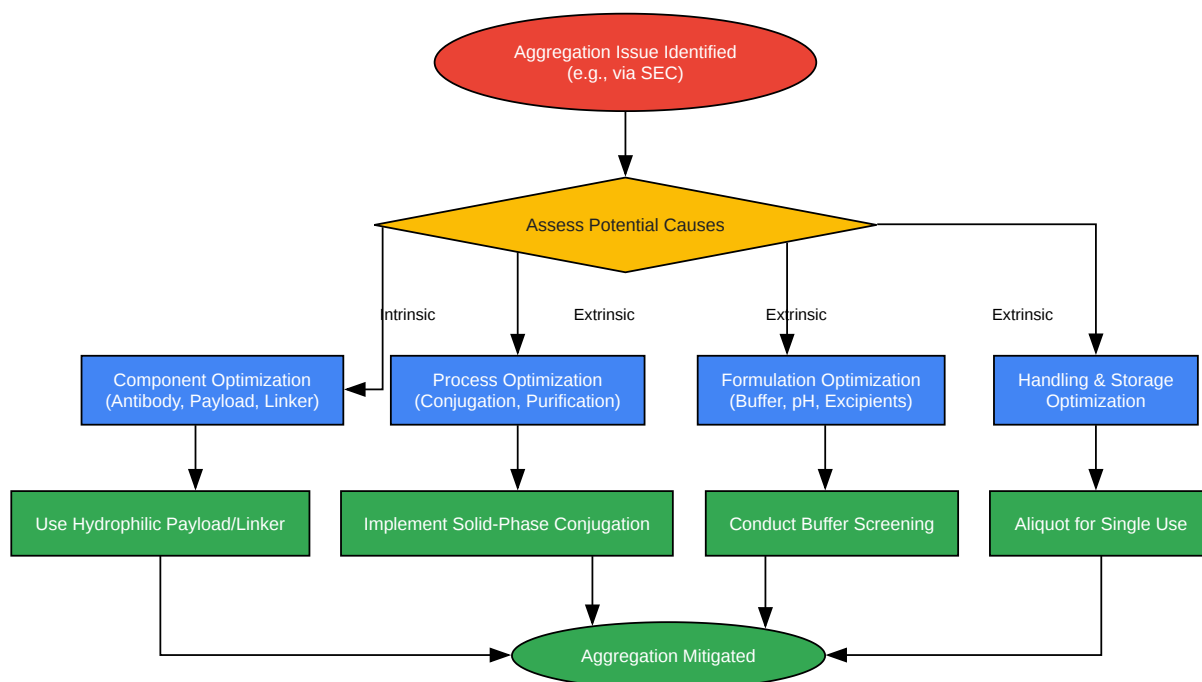 Aggregation Issue Identified
(e.g., via SEC)
Assess Potential Causes
Intrinsic
Extrinsic
Extrinsic
Extrinsic
Component Optimization
(Antibody, Payload, Linker)
Process Optimization
(Conjugation, Purification)
Formulation Optimization
(Buffer, pH, Excipients)
Handling & Storage
Optimization
Use Hydrophilic Payload/Linker
Implement Solid-Phase Conjugation
Conduct Buffer Screening
Aliquot for Single Use
Aggregation Mitigated